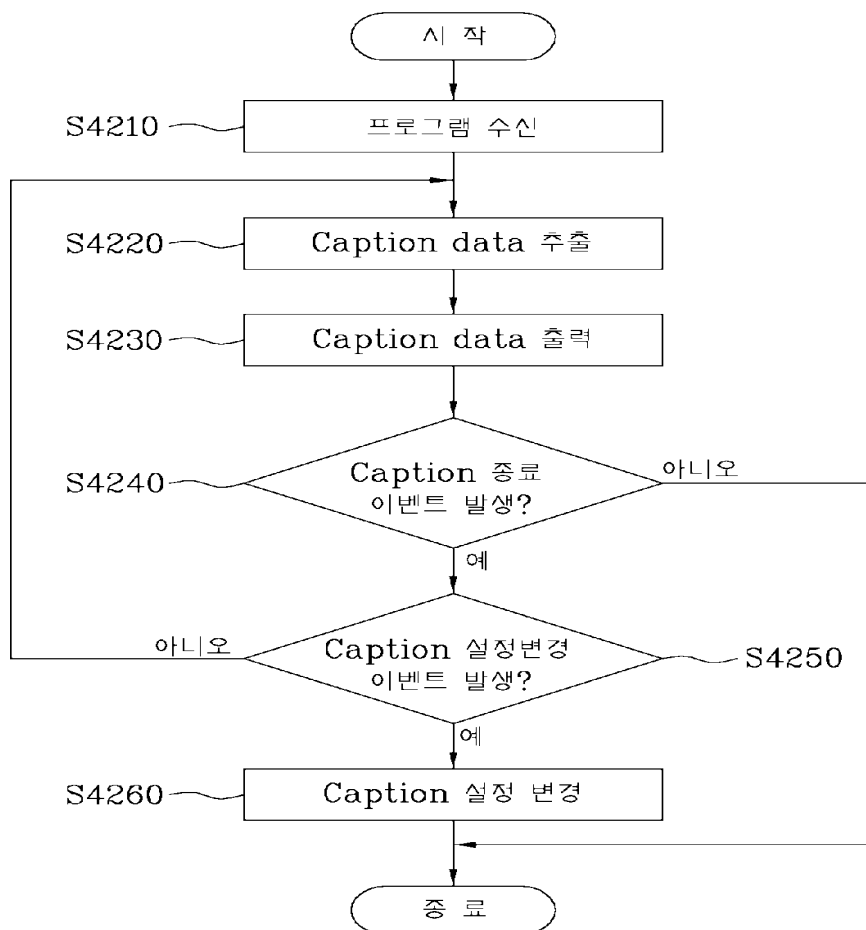 시 작
S4210
프로그램 수신
S4220
Caption data 추출
S4230
Caption data 출력
S4240
Caption 종료
이벤트 발생?
아니오
예
아니오
Caption 설정변경
이벤트 발생?
S4250
예
S4260
Caption 설정 변경
종 료